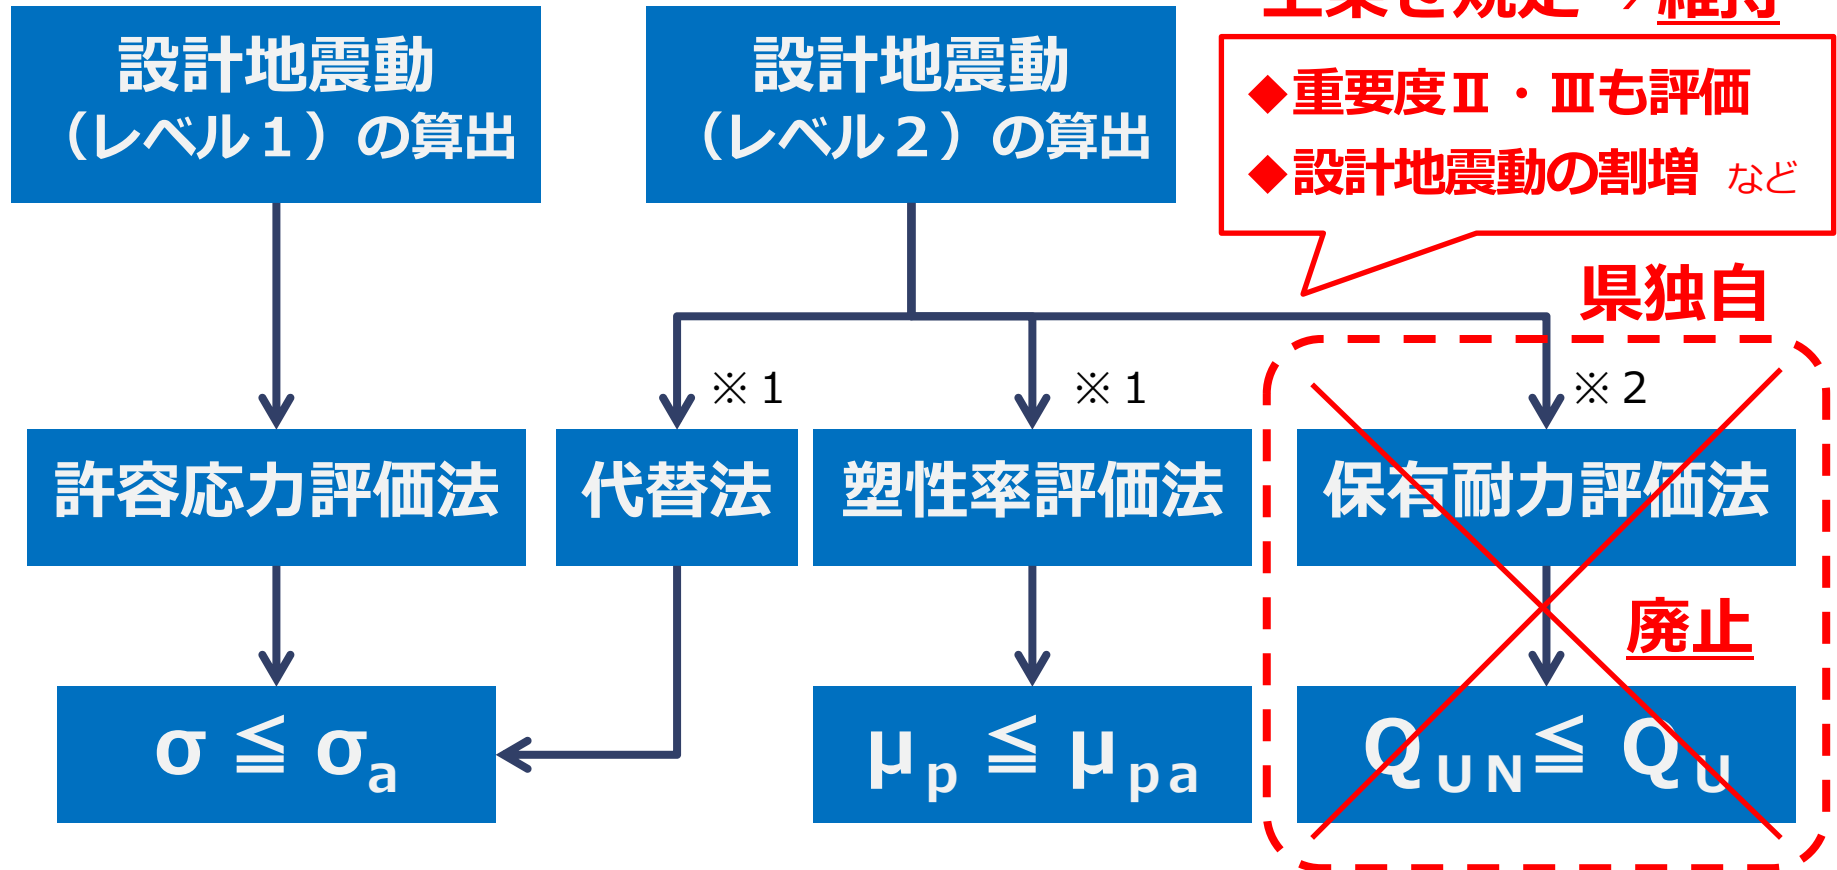 維持
設計地震動
（レベル１）の算出
設計地震動
（レベル２）の算出
◆重要度Ⅱ・Ⅲも評価
◆設計地震動の割増 など
県独自
※１
※１
※２
許容応力評価法
代替法
塑性率評価法
保有耐力評価法
廃止
σ ≦ σa
μp ≦ μpa
QUN≦ QU